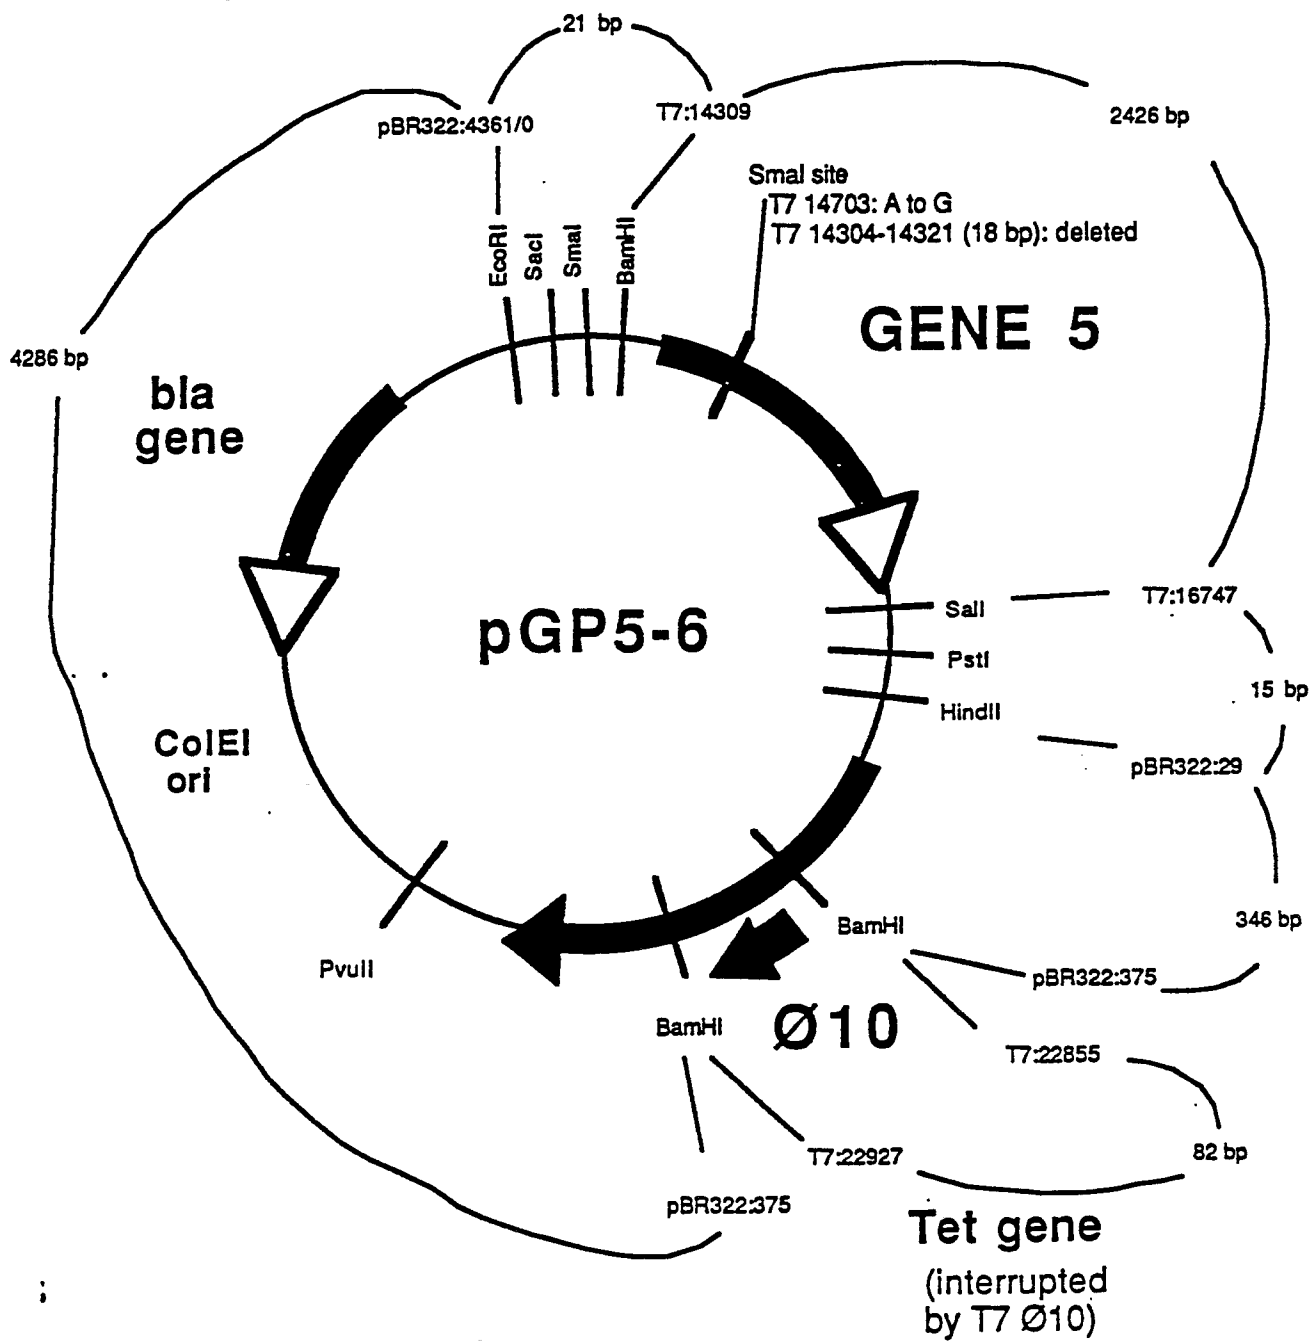 21 bp
pBR322:4361/0
T7:14309
2426 bp
SmaI site
T7 14703: A to G
T7 14304-14321 (18 bp): deleted
EcoRI
SacI
SmaI
BamHI
GENE 5
4286 bp
bla
gene
pGP5-6
SalI
T7:16747
PstI
15 bp
HindII
pBR322:29
ColEI
ori
346 bp
BamHI
pBR322:375
PvuII
BamHI
Ø10
T7:22855
82 bp
T7:22927
pBR322:375
Tet gene
(interrupted
by T7 Ø10)
;